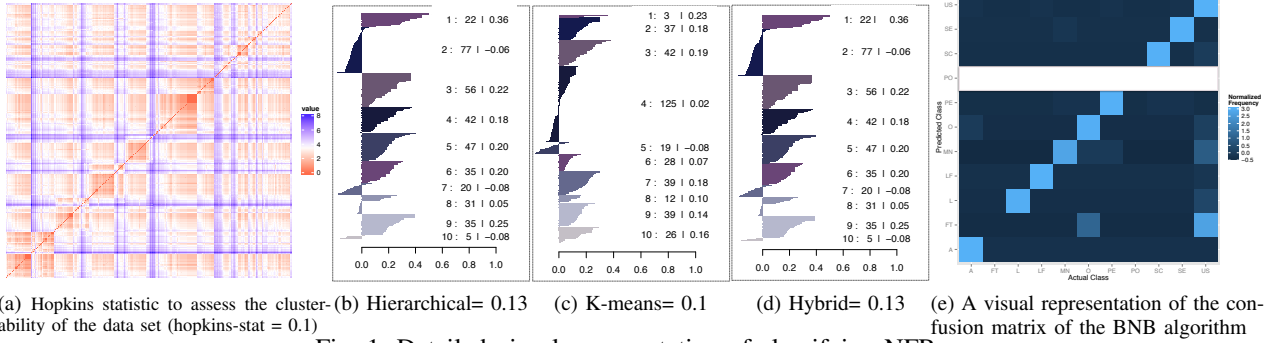 value
8
6
4
2
0
1 : 22 | 0.36
2 : 77 | −0.06
3 : 56 | 0.22
4 : 42 | 0.18
5 : 47 | 0.20
6 : 35 | 0.20
7 : 20 | −0.08
8 : 31 | 0.05
9 : 35 | 0.25
10 : 5 | −0.08
0.0 0.2 0.4 0.6 0.8 1.0
1: 3 | 0.23
2 : 37 | 0.18
3 : 42 | 0.19
4 : 125 | 0.02
5 : 19 | −0.08
6 : 28 | 0.07
7 : 39 | 0.18
8 : 12 | 0.10
9 : 39 | 0.14
10 : 26 | 0.16
0.0 0.2 0.4 0.6 0.8 1.0
1: 22 | 0.36
2 : 77 | −0.06
3 : 56 | 0.22
4 : 42 | 0.18
5 : 47 | 0.20
6 : 35 | 0.20
7 : 20 | −0.08
8 : 31 | 0.05
9 : 35 | 0.25
10 : 5 | −0.08
0.0 0.2 0.4 0.6 0.8 1.0
Predicted Class
US
SE
SC
PO
PE
O
MN
LF
L
FT
A
A FT L LF MN O PE PO SC SE US
Actual Class
Normalized
Frequency
3.0
2.5
2.0
1.5
1.0
0.5
0.0
−0.5
(a) Hopkins statistic to assess the cluster-
ability of the data set (hopkins-stat = 0.1)
(b) Hierarchical= 0.13
(c) K-means= 0.1
(d) Hybrid= 0.13
(e) A visual representation of the con-
fusion matrix of the BNB algorithm